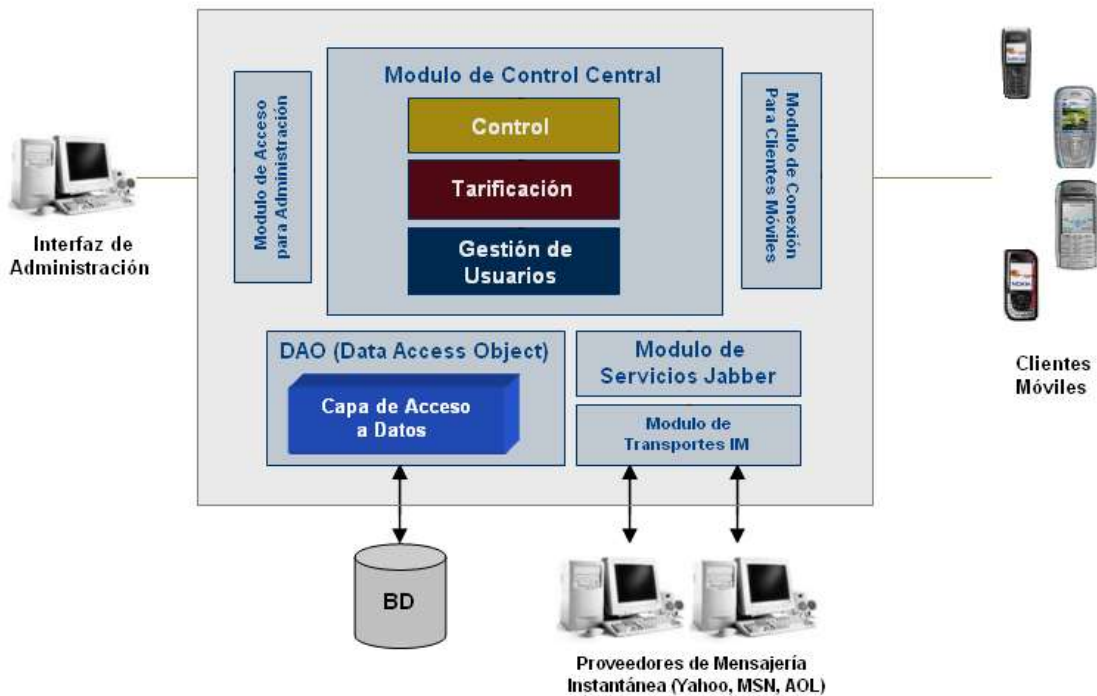 Modulo de Control Central
Control
Tarificación
Gestión de
Usuarios
Modulo de Acceso
para Administración
Modulo de Conexión
Para Clientes Móviles
Interfaz de
Administración
DAO (Data Access Object)
Capa de Acceso
a Datos
Modulo de
Servicios Jabber
Modulo de
Transportes IM
Clientes
Móviles
BD
Proveedores de Mensajería
Instantánea (Yahoo, MSN, AOL)